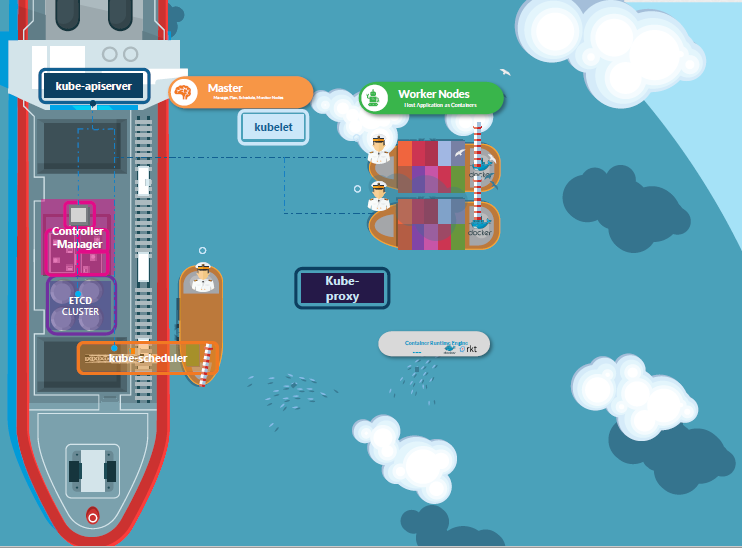 kube-apiserver
Master
Manage, Plan, Schedule, Monitor Nodes
Worker Nodes
Host Application as Containers
kubelet
docker
docker
Controller
-Manager
Kube-
proxy
ETCD
CLUSTER
kube-scheduler
Container Runtime Engine
rkt